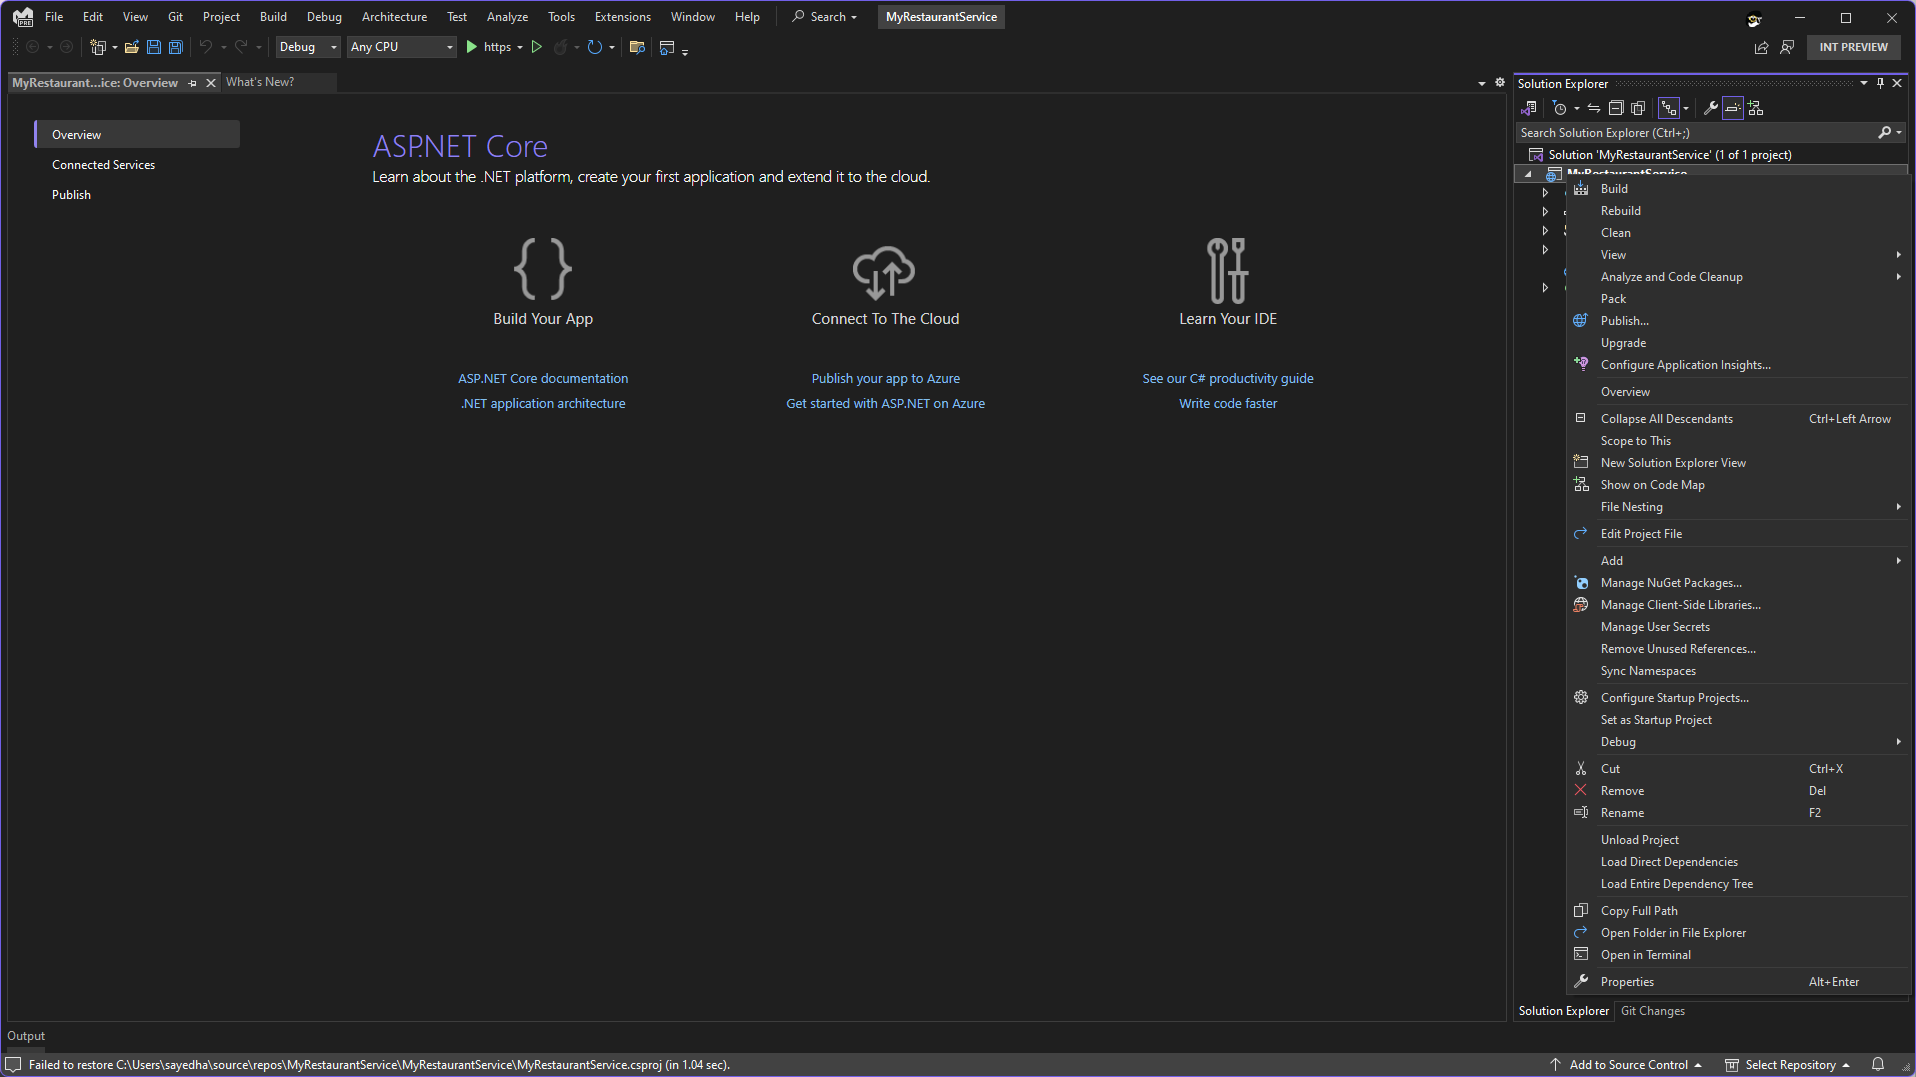 File Edit View Git Project Build Debug Architecture Test Analyze Tools Extensions Window Help Search MyRestaurantService
Debug Any CPU https INT PREVIEW
MyRestaurant...ice: Overview What's New?
Overview
Connected Services
Publish
ASP.NET Core
Learn about the .NET platform, create your first application and extend it to the cloud.
Build Your App
ASP.NET Core documentation
.NET application architecture
Connect To The Cloud
Publish your app to Azure
Get started with ASP.NET on Azure
Learn Your IDE
See our C# productivity guide
Write code faster
Solution Explorer
Search Solution Explorer (Ctrl+;)
Solution 'MyRestaurantService' (1 of 1 project)
MyRestaurantService
Build
Rebuild
Clean
View
Analyze and Code Cleanup
Pack
Publish...
Upgrade
Configure Application Insights...
Overview
Collapse All Descendants Ctrl+Left Arrow
Scope to This
New Solution Explorer View
Show on Code Map
File Nesting
Edit Project File
Add
Manage NuGet Packages...
Manage Client-Side Libraries...
Manage User Secrets
Remove Unused References...
Sync Namespaces
Configure Startup Projects...
Set as Startup Project
Debug
Cut Ctrl+X
Remove Del
Rename F2
Unload Project
Load Direct Dependencies
Load Entire Dependency Tree
Copy Full Path
Open Folder in File Explorer
Open in Terminal
Properties Alt+Enter
Solution Explorer Git Changes
Output
Failed to restore C:\Users\sayedha\source\repos\MyRestaurantService\MyRestaurantService\MyRestaurantService.csproj (in 1.04 sec).
Add to Source Control Select Repository